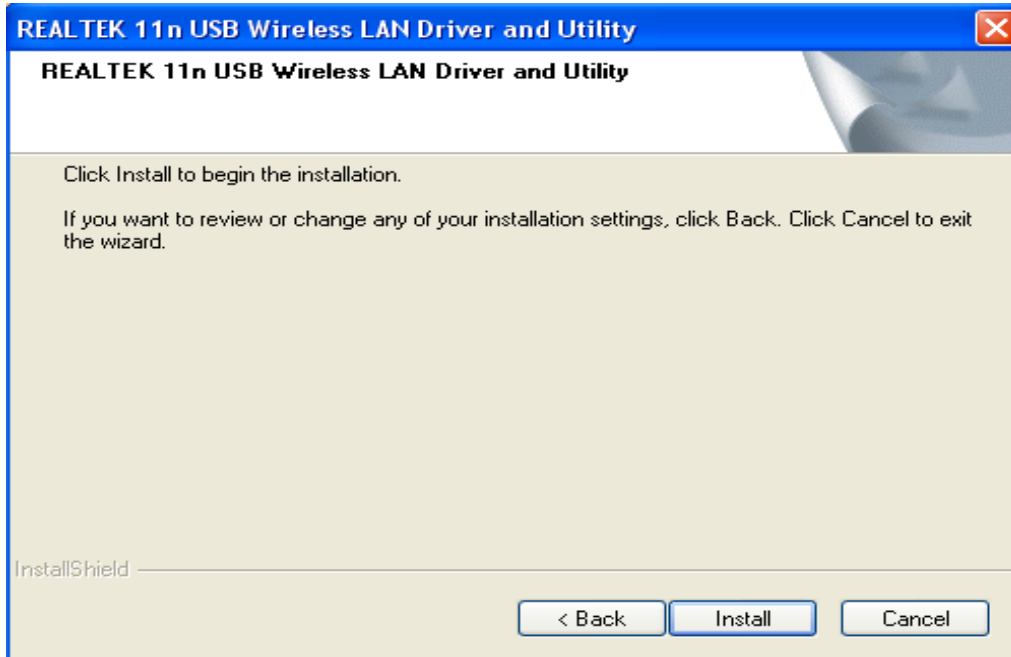 REALTEK 11n USB Wireless LAN Driver and Utility
REALTEK 11n USB Wireless LAN Driver and Utility
Click Install to begin the installation.
If you want to review or change any of your installation settings, click Back. Click Cancel to exit
the wizard.
InstallShield
< Back
Install
Cancel